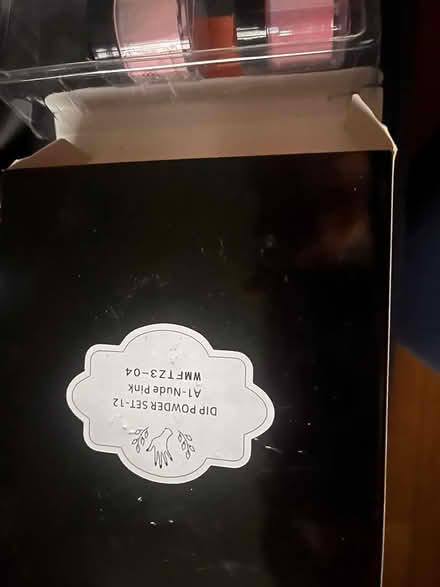 DIP POWDER SET-12
A1-Nude Pink
WMFTZ3-04